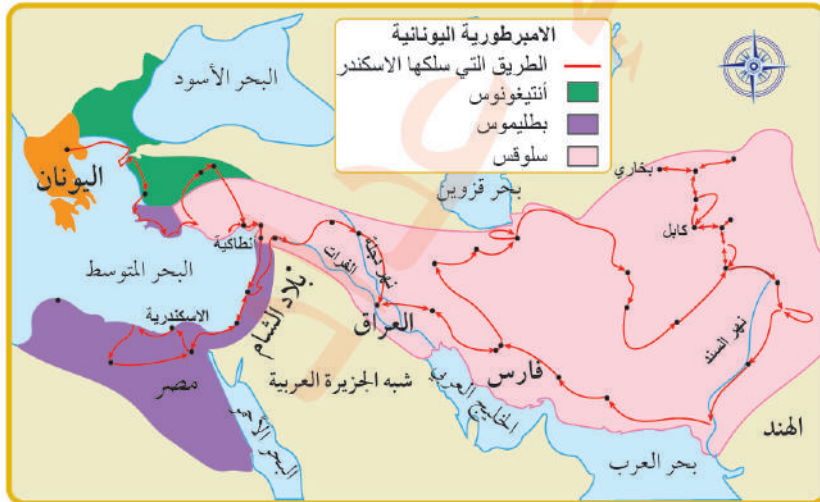 الامبرطورية اليونانية
الطريق التي سلكها الاسكندر
أنتيغونوس
بطليموس
سلوقس
البحر الأسود
اليونان
بحر قزوين
بخاري
كابل
انطاكية
نهر دجلة
الفرات
البحر المتوسط
الاسكندرية
بلاد الشام
العراق
نهر السند
فارس
مصر
شبه الجزيرة العربية
الخليج العربي
البحر الأحمر
الهند
بحر العرب